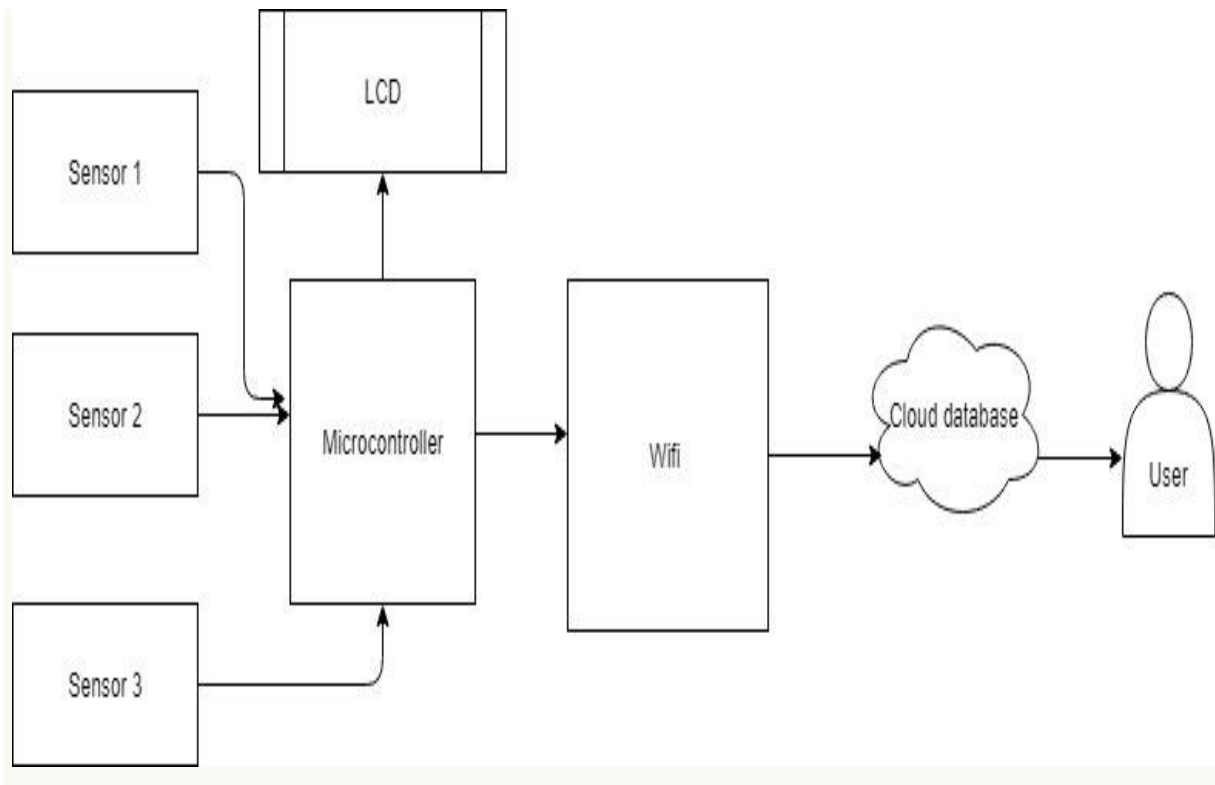 LCD
Sensor 1
Sensor 2
Microcontroller
Wifi
Cloud database
User
Sensor 3